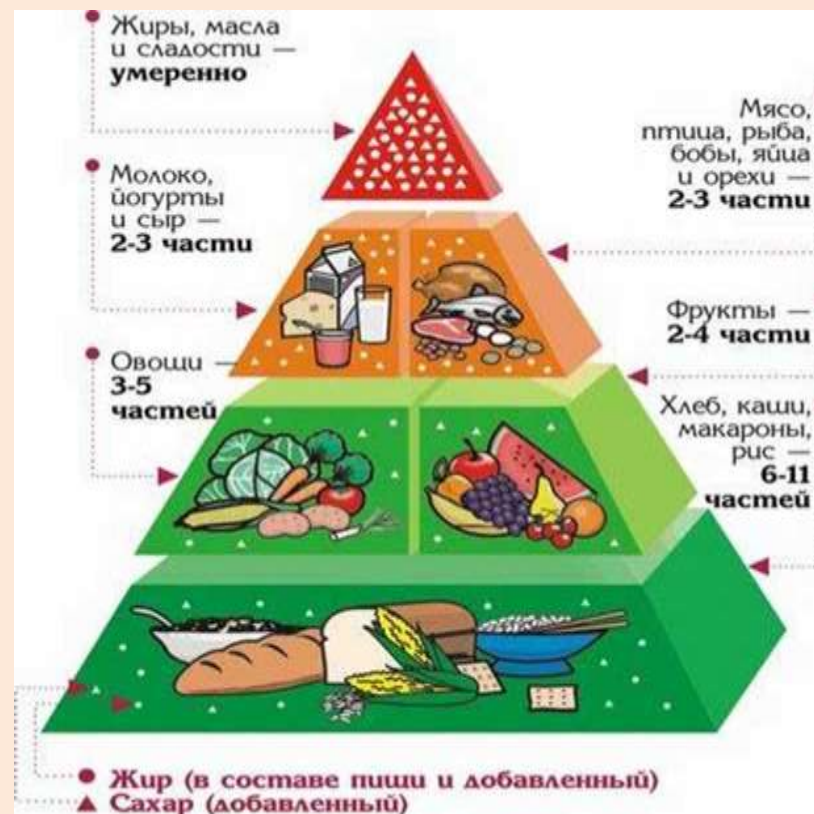 Жиры, масла
и сладости —
умеренно
Молоко,
йогурты
и сыр —
2-3 части
Овощи —
3-5
частей
Мясо,
птица, рыба,
бобы, яйца
и орехи —
2-3 части
Фрукты —
2-4 части
Хлеб, каши,
макароны,
рис —
6-11
частей
Жир (в составе пищи и добавленный)
Сахар (добавленный)